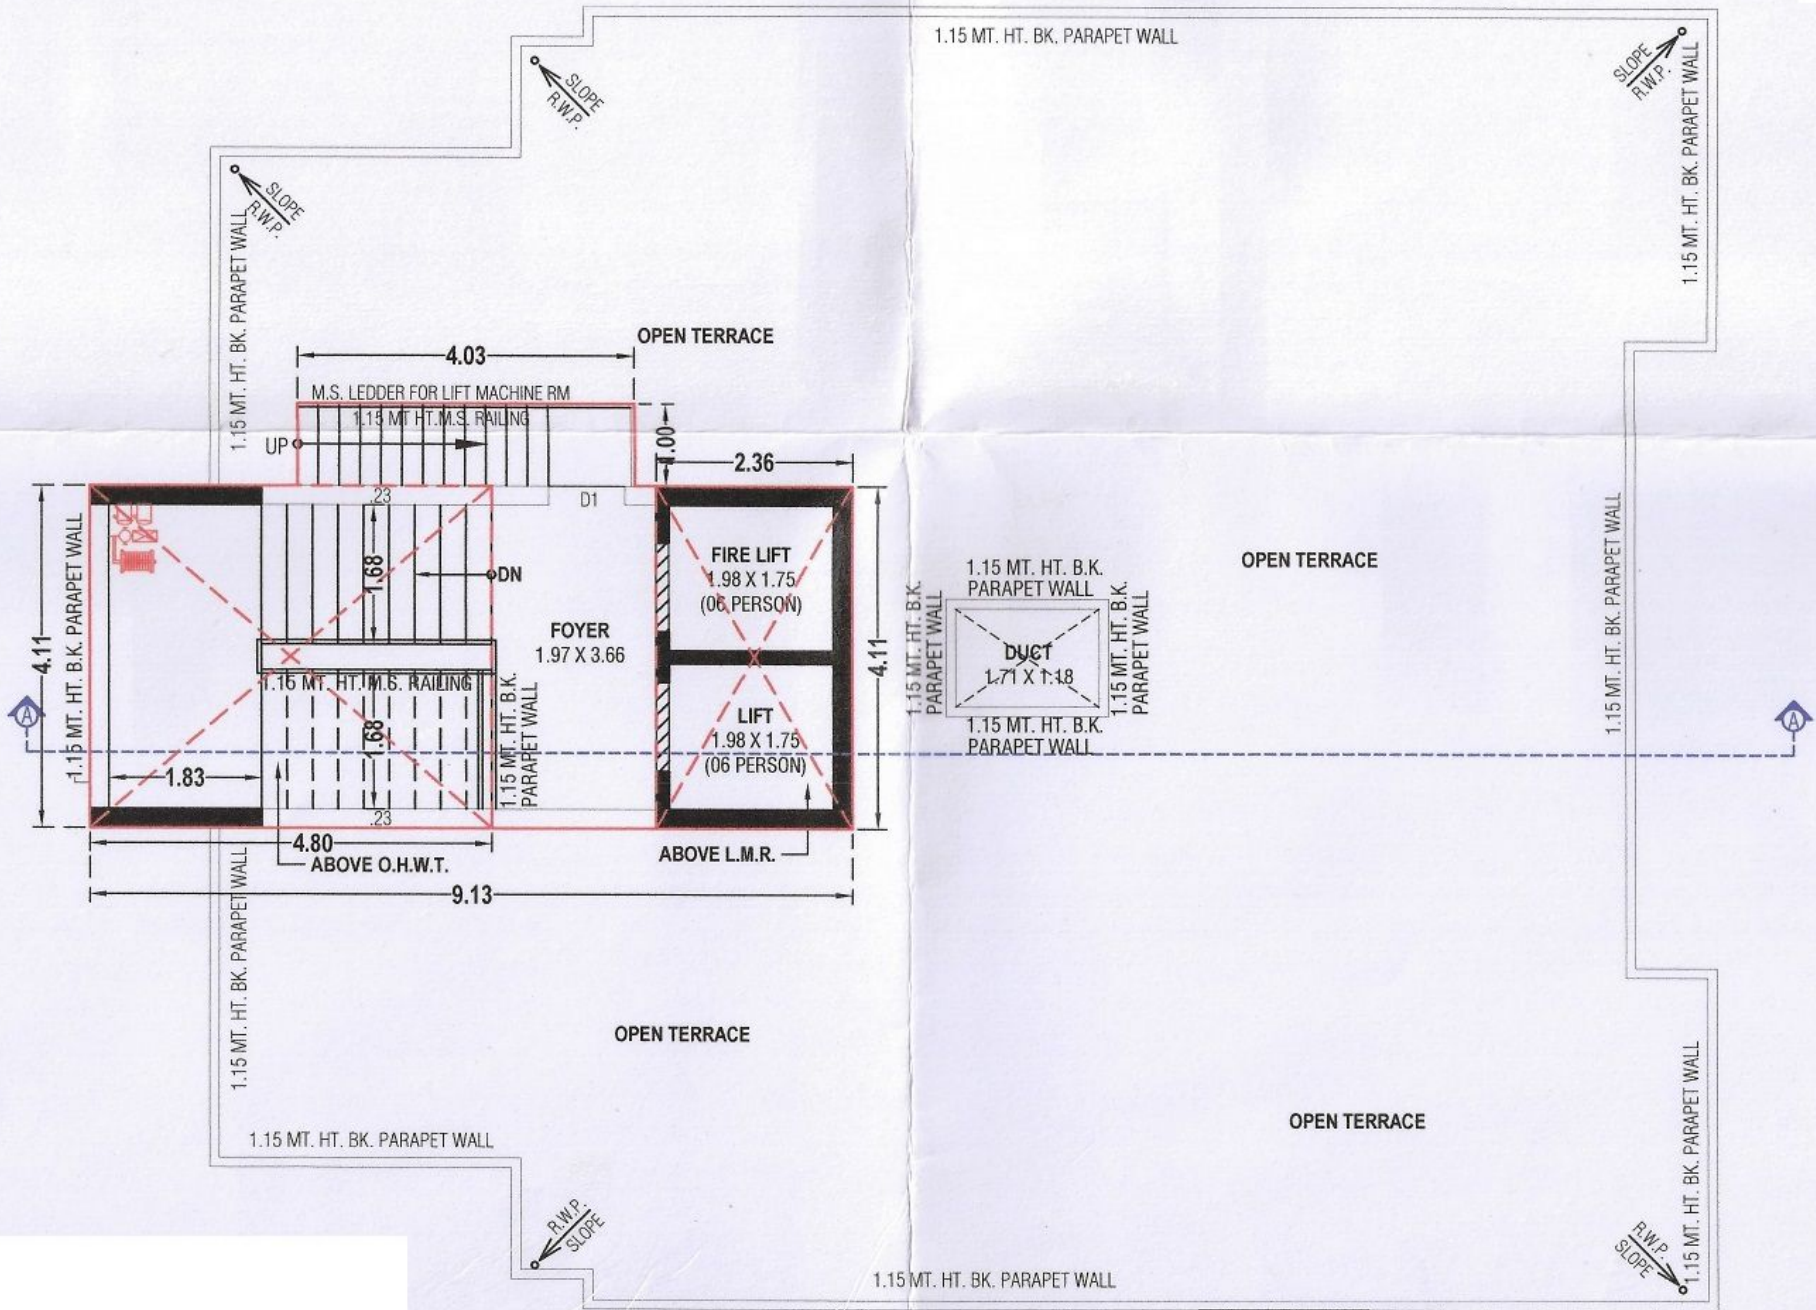 1.15 MT. HT. BK. PARAPET WALL
SLOPE
R.W.P.
SLOPE
R.W.P.
1.15 MT. HT. BK. PARAPET WALL
SLOPE
R.W.P.
1.15 MT. HT. BK. PARAPET WALL
OPEN TERRACE
4.03
M.S. LEDDER FOR LIFT MACHINE RM
1.15 MT HT.M.S. RAILING
UP
1.00
2.36
.23
D1
4.11
1.15 MT. HT. B.K. PARAPET WALL
1.68
DN
FOYER
1.97 X 3.66
FIRE LIFT
1.98 X 1.75
(06 PERSON)
4.11
1.15 MT. HT. B.K.
PARAPET WALL
1.15 MT. HT. B.K.
PARAPET WALL
1.15 MT. HT. B.K.
PARAPET WALL
DUCT
1.71 X 1.18
1.15 MT. HT. B.K.
PARAPET WALL
OPEN TERRACE
1.15 MT. HT. BK. PARAPET WALL
1.15 MT. HT. M.S. RAILING
1.68
1.15 MT. HT. B.K.
PARAPET WALL
LIFT
1.98 X 1.75
(06 PERSON)
A
A
1.83
.23
4.80
ABOVE O.H.W.T.
ABOVE L.M.R.
9.13
1.15 MT. HT. BK. PARAPET WALL
OPEN TERRACE
OPEN TERRACE
1.15 MT. HT. BK. PARAPET WALL
1.15 MT. HT. BK. PARAPET WALL
R.W.P.
SLOPE
R.W.P.
SLOPE
1.15 MT. HT. BK. PARAPET WALL